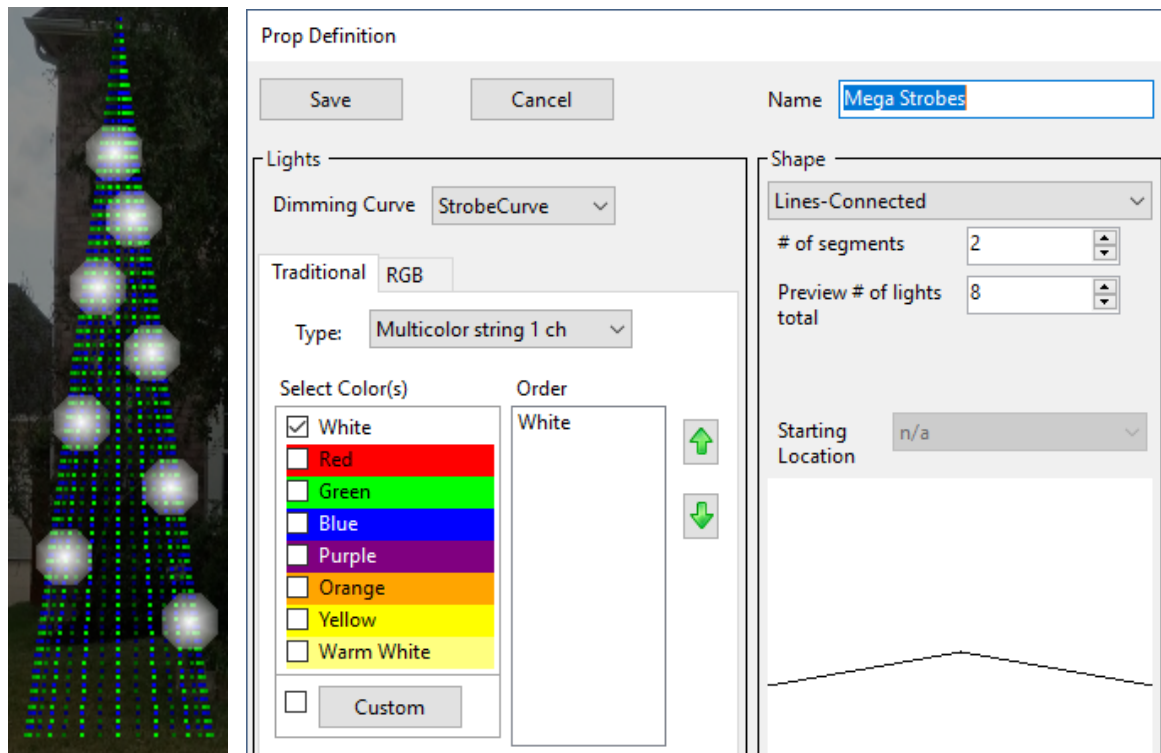 Prop Definition
Save
Cancel
Name
Mega Strobes
Lights
Dimming Curve
StrobeCurve
Traditional
RGB
Type:
Multicolor string 1 ch
Select Color(s)
Order
White
Red
Green
Blue
Purple
Orange
Yellow
Warm White
Custom
White
Shape
Lines-Connected
# of segments
2
Preview # of lights
total
8
Starting
Location
n/a